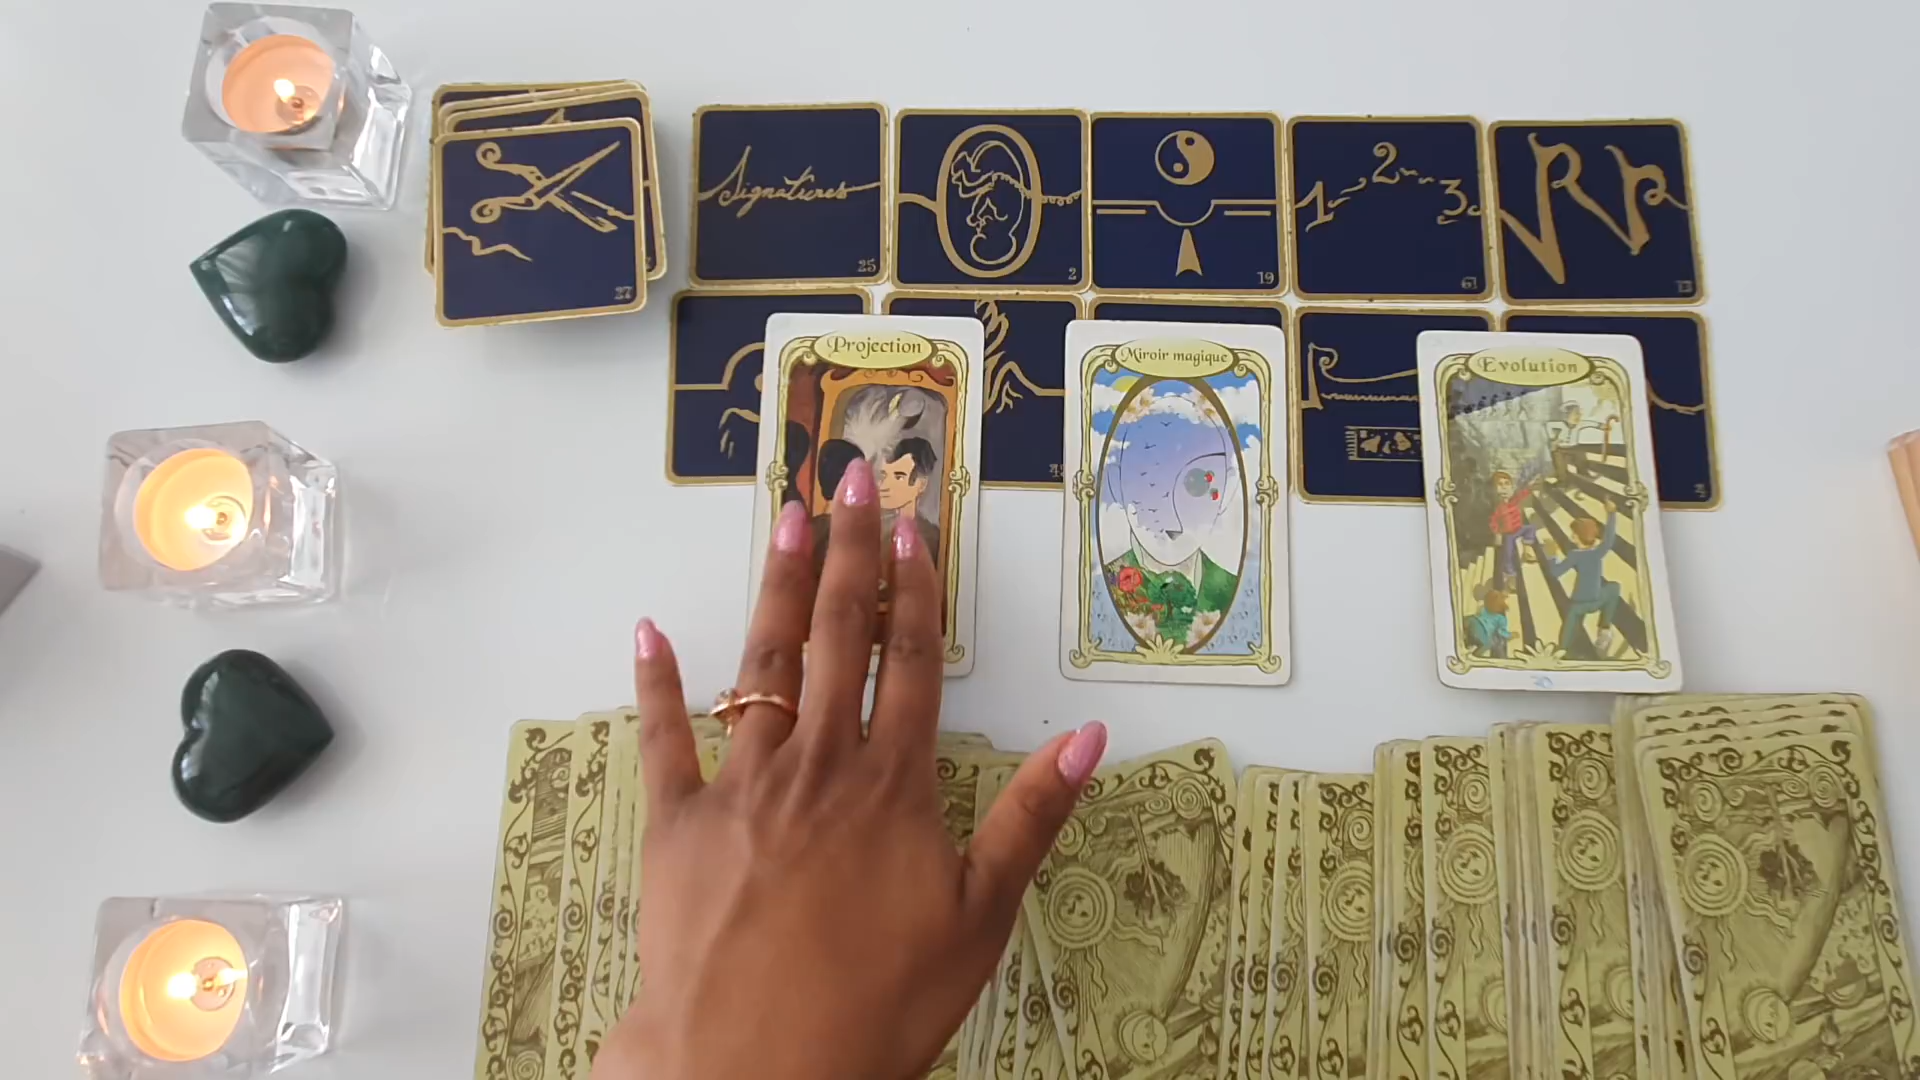 Signatures
1 2 3
R R
25
2
19
61
13
27
Projection
Miroir magique
Evolution